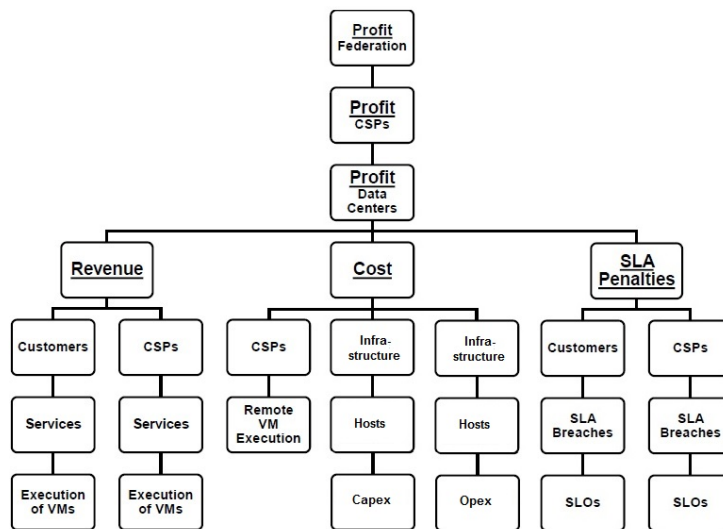 Profit
Federation
Profit
CSPs
Profit
Data
Centers
Revenue
Cost
SLA
Penalties
Customers
CSPs
CSPs
Infra-
structure
Infra-
structure
Customers
CSPs
Services
Services
Remote
VM
Execution
Hosts
Hosts
SLA
Breaches
SLA
Breaches
Execution
of VMs
Execution
of VMs
Capex
Opex
SLOs
SLOs